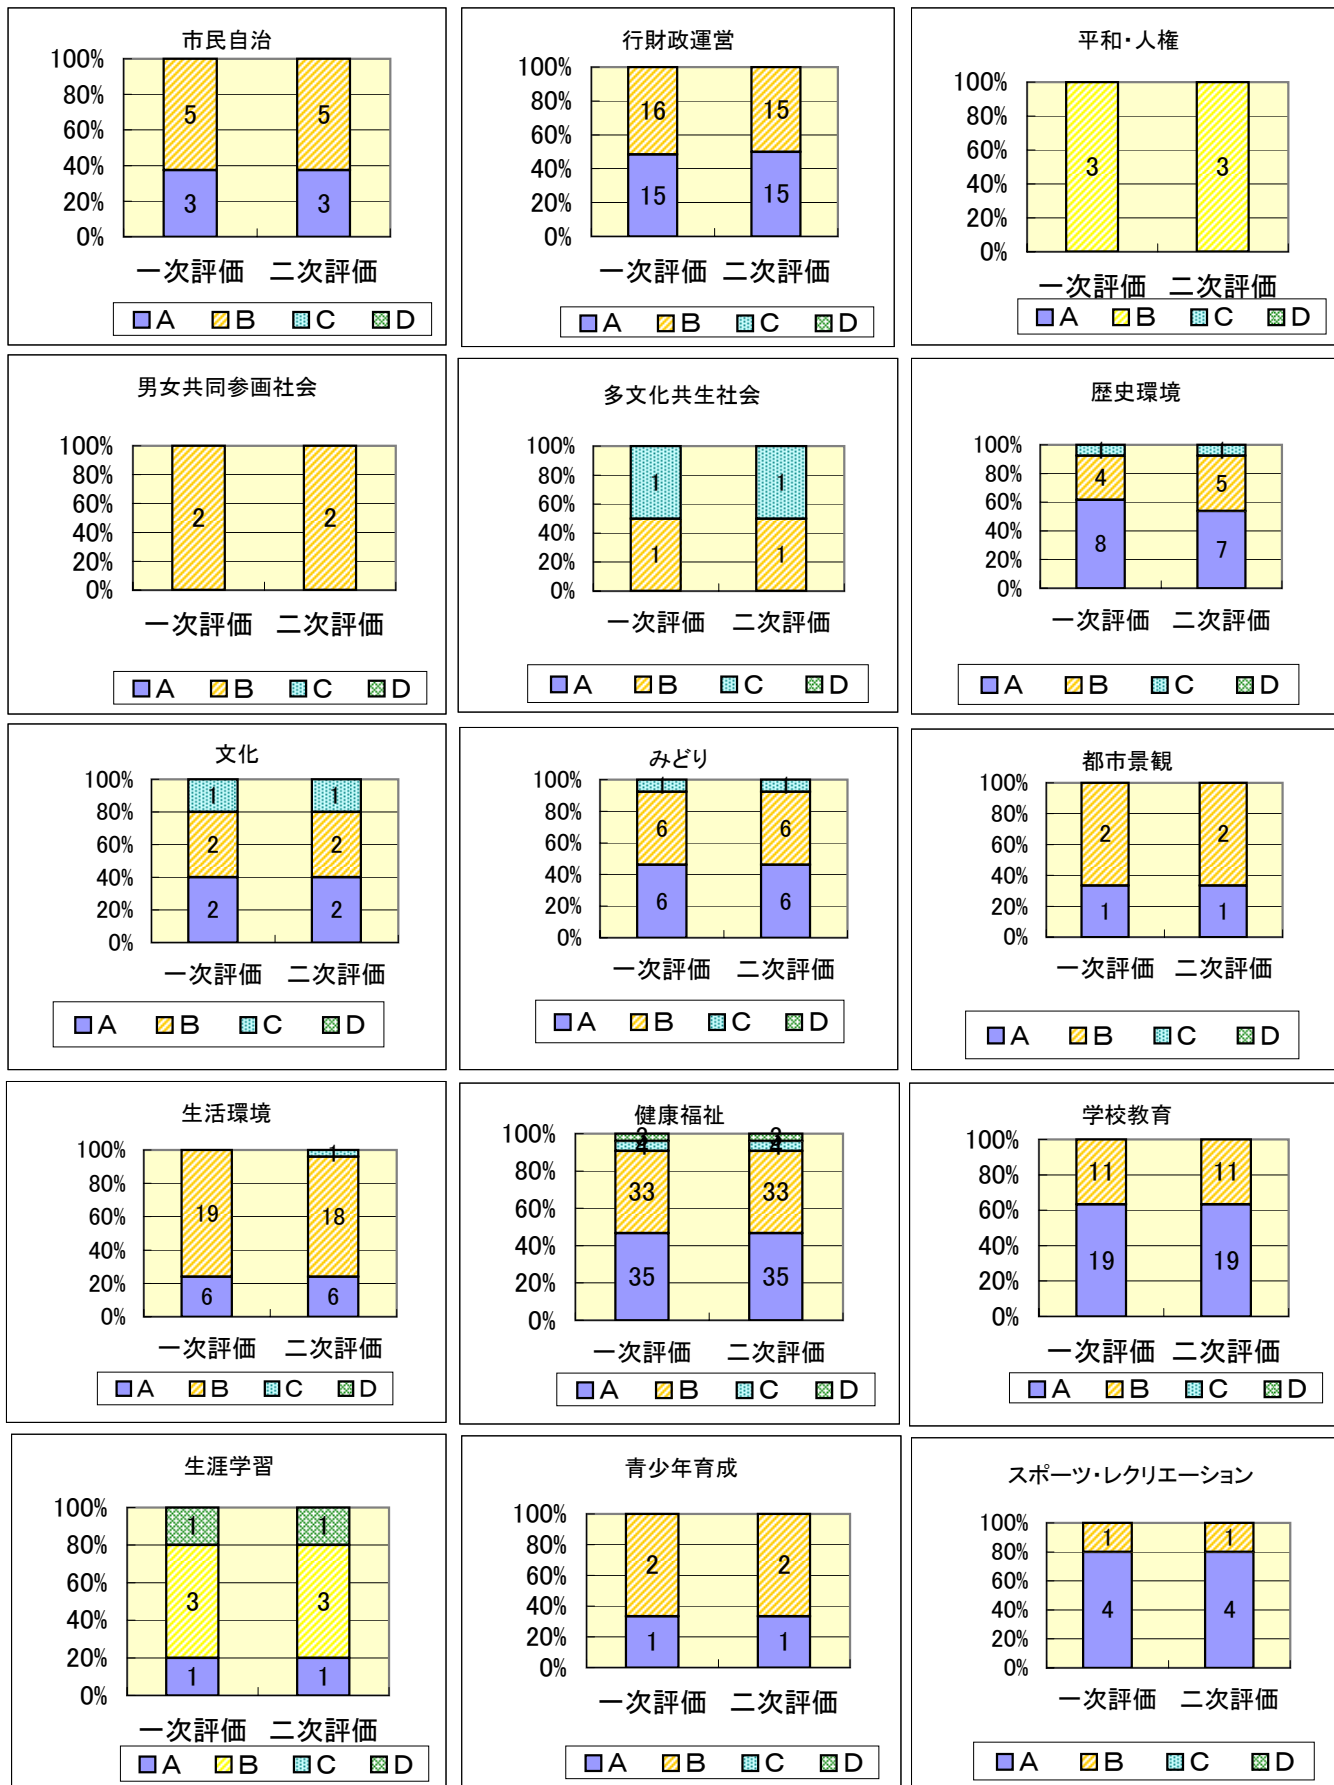 市民自治
100%
80%
60%
40%
20%
0%
5 5
3 3
一次評価 二次評価
A B C D
行財政運営
100%
80%
60%
40%
20%
0%
16 15
15 15
一次評価 二次評価
A B C D
平和・人権
100%
80%
60%
40%
20%
0%
3 3
一次評価 二次評価
A B C D
男女共同参画社会
100%
80%
60%
40%
20%
0%
2 2
一次評価 二次評価
A B C D
多文化共生社会
100%
80%
60%
40%
20%
0%
1 1
1 1
一次評価 二次評価
A B C D
歴史環境
100%
80%
60%
40%
20%
0%
1 1
4 5
8 7
一次評価 二次評価
A B C D
文化
100%
80%
60%
40%
20%
0%
1 1
2 2
2 2
一次評価 二次評価
A B C D
みどり
100%
80%
60%
40%
20%
0%
1 1
6 6
6 6
一次評価 二次評価
A B C D
都市景観
100%
80%
60%
40%
20%
0%
2 2
1 1
一次評価 二次評価
A B C D
生活環境
100%
80%
60%
40%
20%
0%
1
19 18
6 6
一次評価 二次評価
A B C D
健康福祉
100%
80%
60%
40%
20%
0%
4 4
33 33
35 35
一次評価 二次評価
A B C D
学校教育
100%
80%
60%
40%
20%
0%
11 11
19 19
一次評価 二次評価
A B C D
生涯学習
100%
80%
60%
40%
20%
0%
1 1
3 3
1 1
一次評価 二次評価
A B C D
青少年育成
100%
80%
60%
40%
20%
0%
2 2
1 1
一次評価 二次評価
A B C D
スポーツ・レクリエーション
100%
80%
60%
40%
20%
0%
1 1
4 4
一次評価 二次評価
A B C D